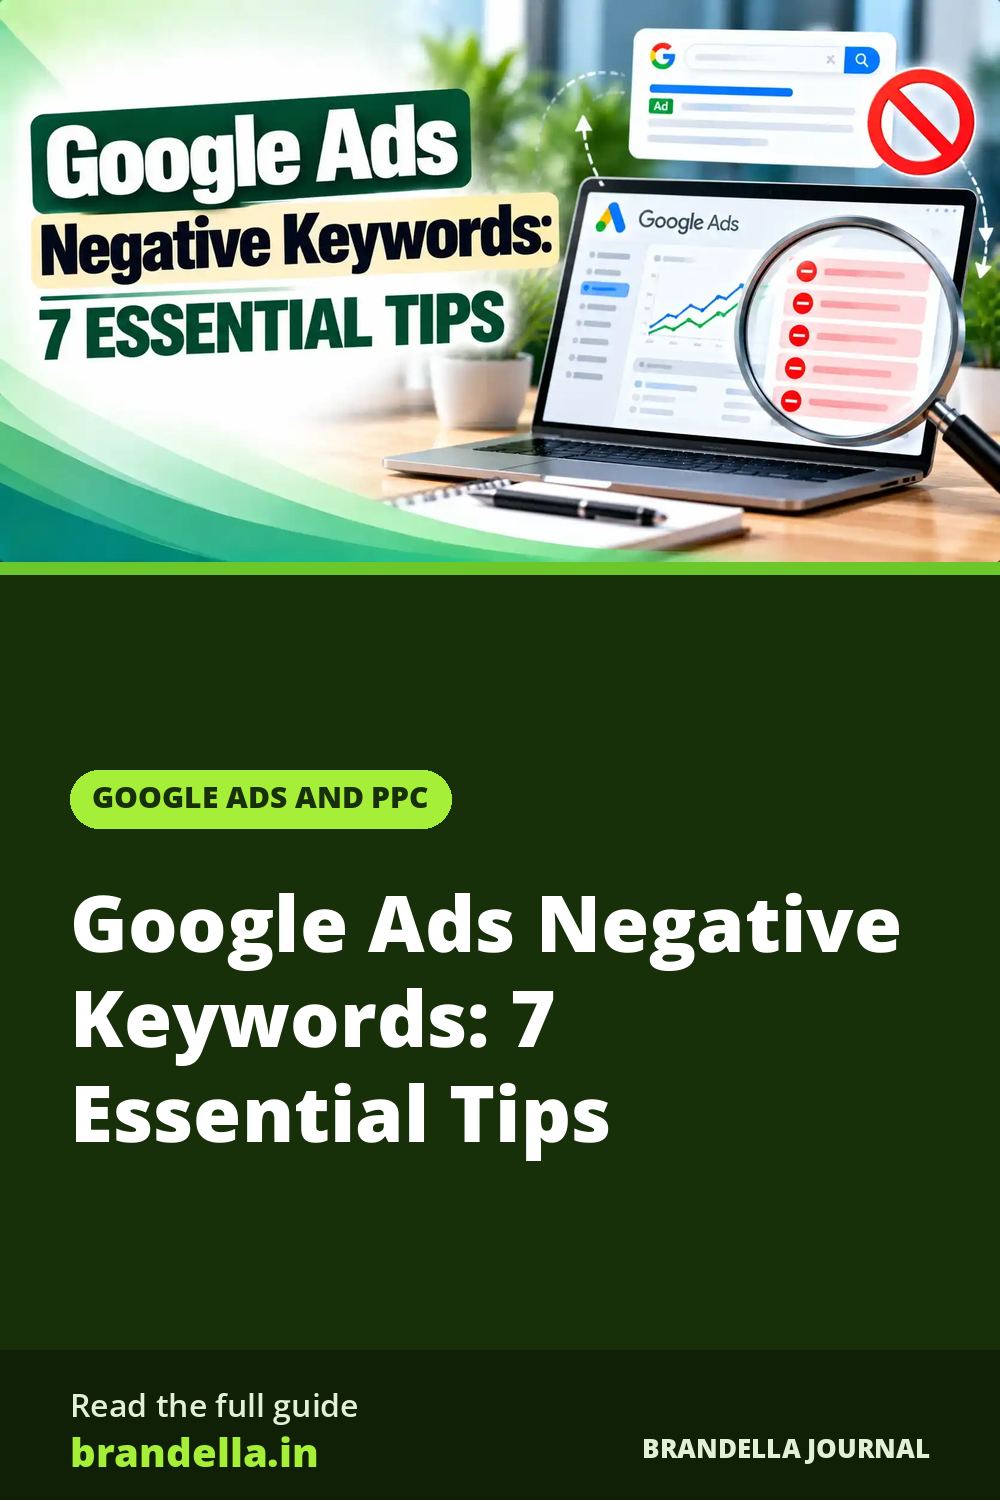 Google Ads
Negative Keywords:
7 ESSENTIAL TIPS
G
Ad
Google Ads
GOOGLE ADS AND PPC
Google Ads Negative
Keywords: 7
Essential Tips
Read the full guide
brandella.in
BRANDELLA JOURNAL